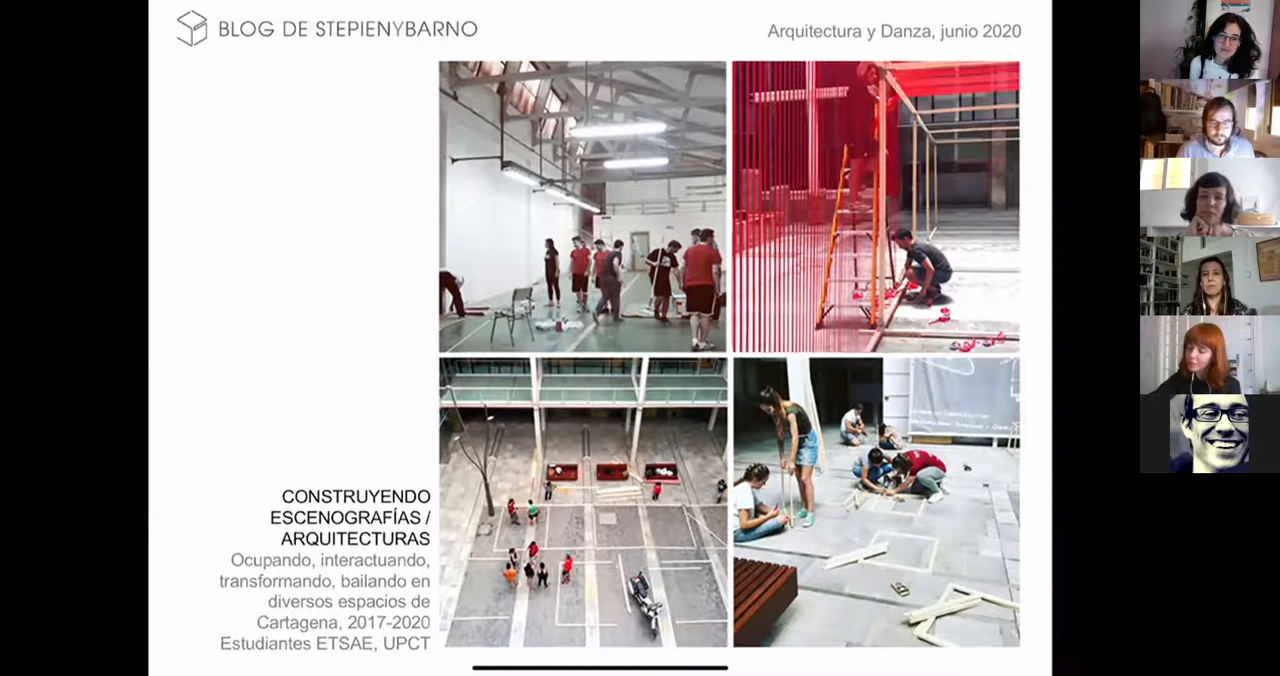 BLOG DE STEPIENYBARNO
Arquitectura y Danza, junio 2020
CONSTRUYENDO
ESCENOGRAFÍAS /
ARQUITECTURAS
Ocupando, interactuando,
transformando, bailando en
diversos espacios de
Cartagena, 2017-2020
Estudiantes ETSAE, UPCT